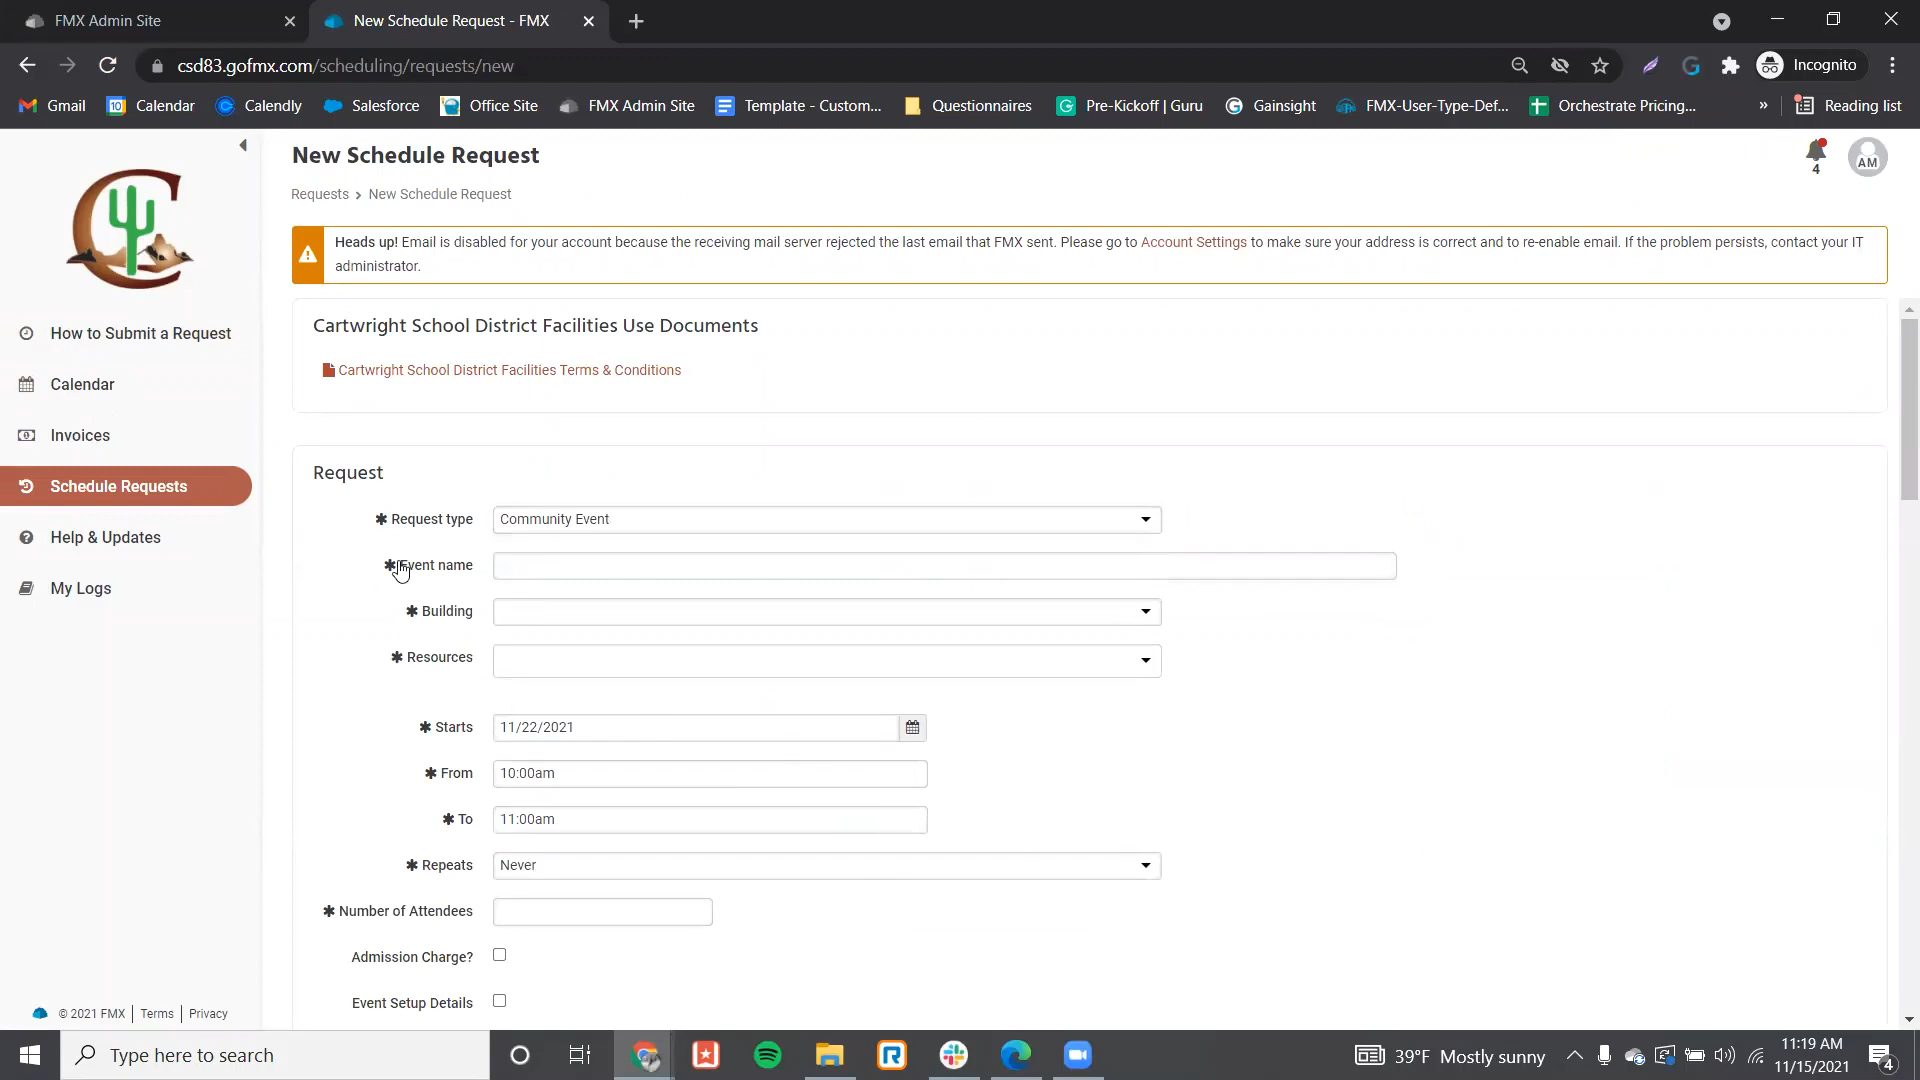 FMX Admin Site
New Schedule Request - FMX
csd83.gofmx.com/scheduling/requests/new
Incognito
Gmail
Calendar
Calendly
Salesforce
Office Site
FMX Admin Site
Template - Custom...
Questionnaires
Pre-Kickoff | Guru
Gainsight
FMX-User-Type-Def...
Orchestrate Pricing...
»
Reading list
New Schedule Request
4
AM
Requests > New Schedule Request
Heads up! Email is disabled for your account because the receiving mail server rejected the last email that FMX sent. Please go to Account Settings to make sure your address is correct and to re-enable email. If the problem persists, contact your IT
administrator.
Cartwright School District Facilities Use Documents
Cartwright School District Facilities Terms & Conditions
How to Submit a Request
Calendar
Invoices
Schedule Requests
Help & Updates
My Logs
Request
✱ Request type Community Event
✱ Event name
✱ Building
✱ Resources
✱ Starts 11/22/2021
✱ From 10:00am
✱ To 11:00am
✱ Repeats Never
✱ Number of Attendees
Admission Charge?
Event Setup Details
© 2021 FMX | Terms | Privacy
Type here to search
39°F Mostly sunny
11:19 AM
11/15/2021
4